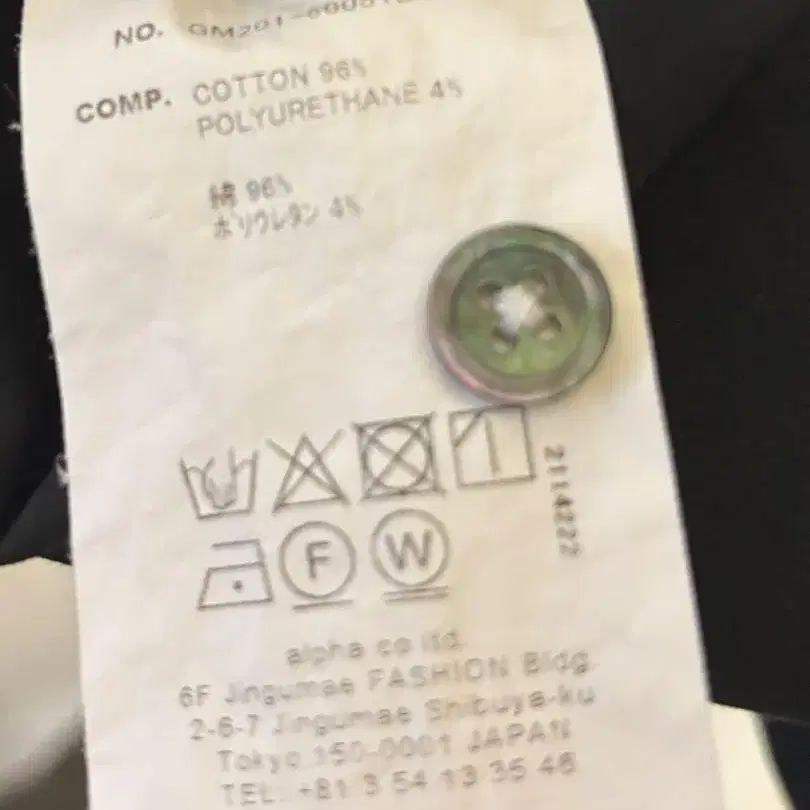 NO. GM201-
COMP. COTTON 96%
POLYURETHANE 4%
綿 96%
ポリウレタン 4%
2114222
F W
alpha co ltd.
6F Jingumae FASHION Bldg.
2-6-7 Jingumae Shibuya-ku
Tokyo 150-0001 JAPAN
TEL: +81 3 54 13 35 46